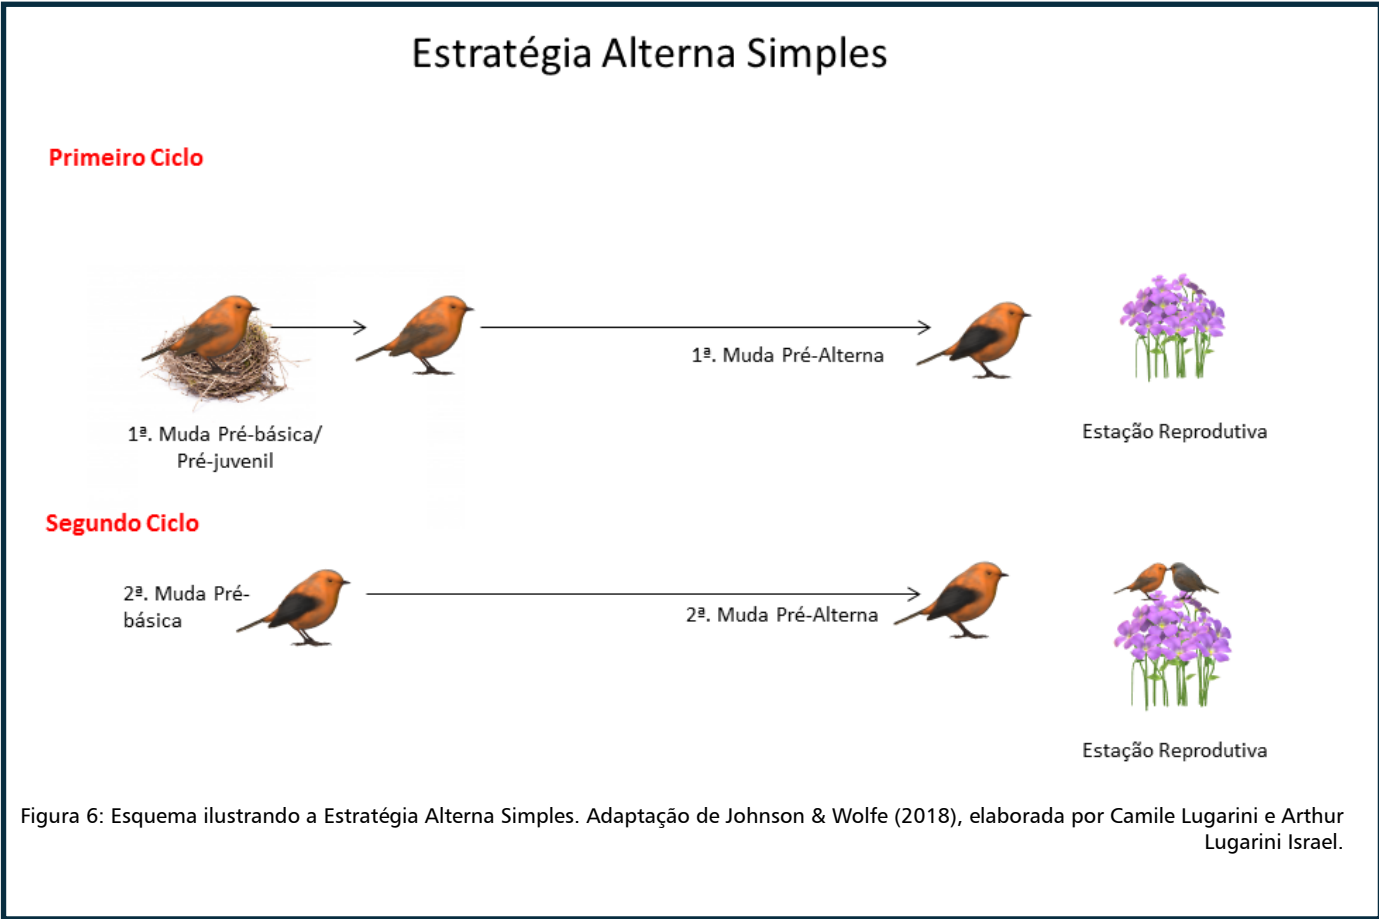 Estratégia Alterna Simples
Primeiro Ciclo
1ª. Muda Pré-Alterna
1ª. Muda Pré-básica/
Pré-juvenil
Estação Reprodutiva
Segundo Ciclo
2ª. Muda Pré-
básica
2ª. Muda Pré-Alterna
Estação Reprodutiva
Figura 6: Esquema ilustrando a Estratégia Alterna Simples. Adaptação de Johnson & Wolfe (2018), elaborada por Camile Lugarini e Arthur
Lugarini Israel.